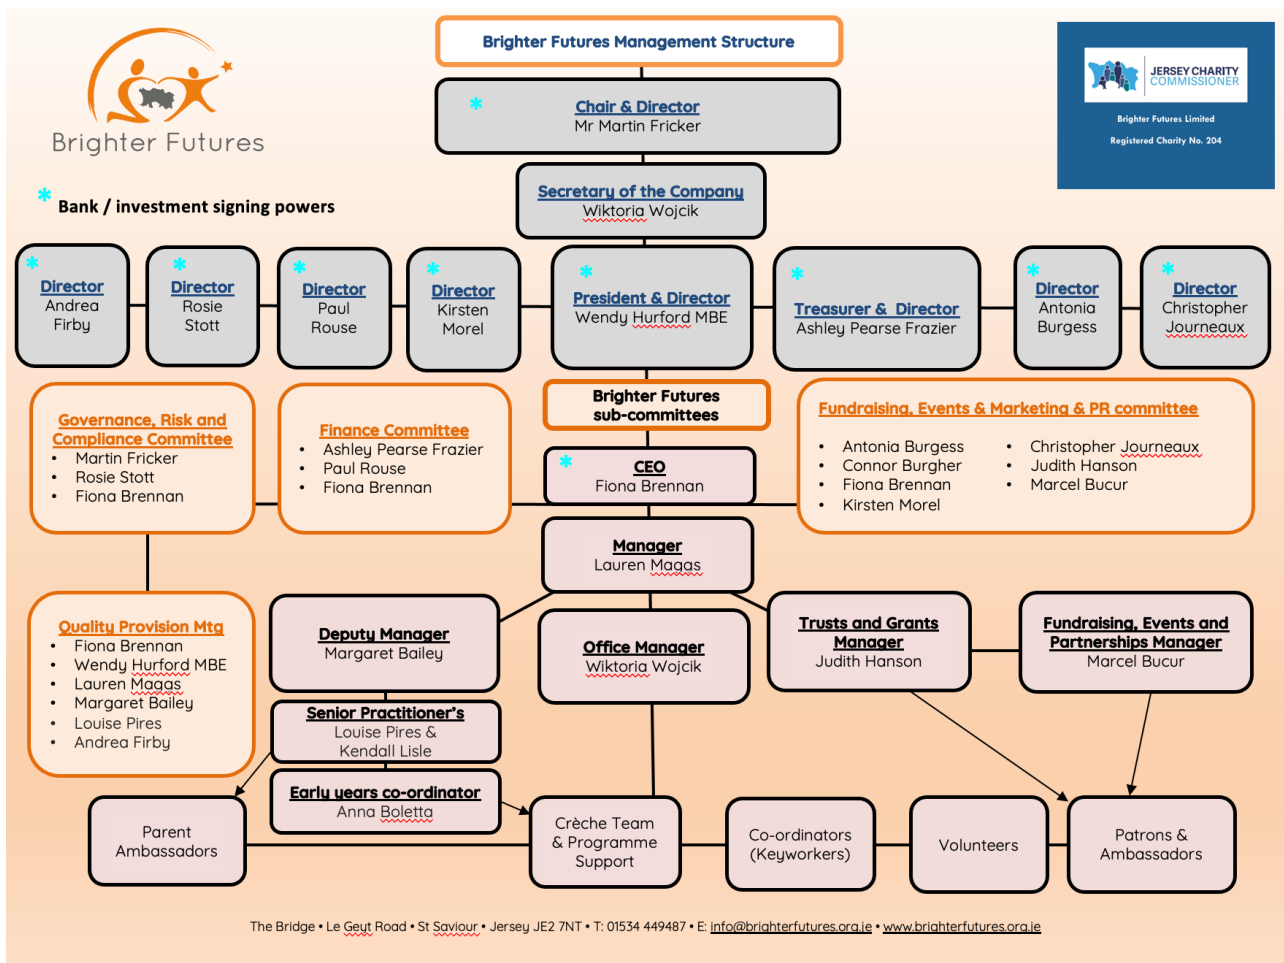 Brighter Futures Management Structure
Brighter Futures
JERSEY CHARITY
COMMISSIONER
Brighter Futures Limited
Registered Charity No. 204
* Chair & Director
Mr Martin Fricker
Secretary of the Company
Wiktoria Wojcik
* Bank / investment signing powers
*
Director
Andrea
Firby
*
Director
Rosie
Stott
*
Director
Paul
Rouse
*
Director
Kirsten
Morel
*
President & Director
Wendy Hurford MBE
*
Treasurer & Director
Ashley Pearse Frazier
*
Director
Antonia
Burgess
*
Director
Christopher
Journeaux
Governance, Risk and
Compliance Committee
• Martin Fricker
• Rosie Stott
• Fiona Brennan
Finance Committee
• Ashley Pearse Frazier
• Paul Rouse
• Fiona Brennan
Brighter Futures
sub-committees
Fundraising, Events & Marketing & PR committee
• Antonia Burgess
• Connor Burgher
• Fiona Brennan
• Kirsten Morel
• Christopher Journeaux
• Judith Hanson
• Marcel Bucur
* CEO
Fiona Brennan
Manager
Lauren Maggs
Quality Provision Mtg
• Fiona Brennan
• Wendy Hurford MBE
• Lauren Maggs
• Margaret Bailey
• Louise Pires
• Andrea Firby
Deputy Manager
Margaret Bailey
Office Manager
Wiktoria Wojcik
Trusts and Grants
Manager
Judith Hanson
Fundraising, Events and
Partnerships Manager
Marcel Bucur
Senior Practitioner’s
Louise Pires &
Kendall Lisle
Early years co-ordinator
Anna Boletta
Parent
Ambassadors
Crèche Team
& Programme
Support
Co-ordinators
(Keyworkers)
Volunteers
Patrons &
Ambassadors
The Bridge • Le Geyt Road • St Saviour • Jersey JE2 7NT • T: 01534 449487 • E: info@brighterfutures.org.je • www.brighterfutures.org.je